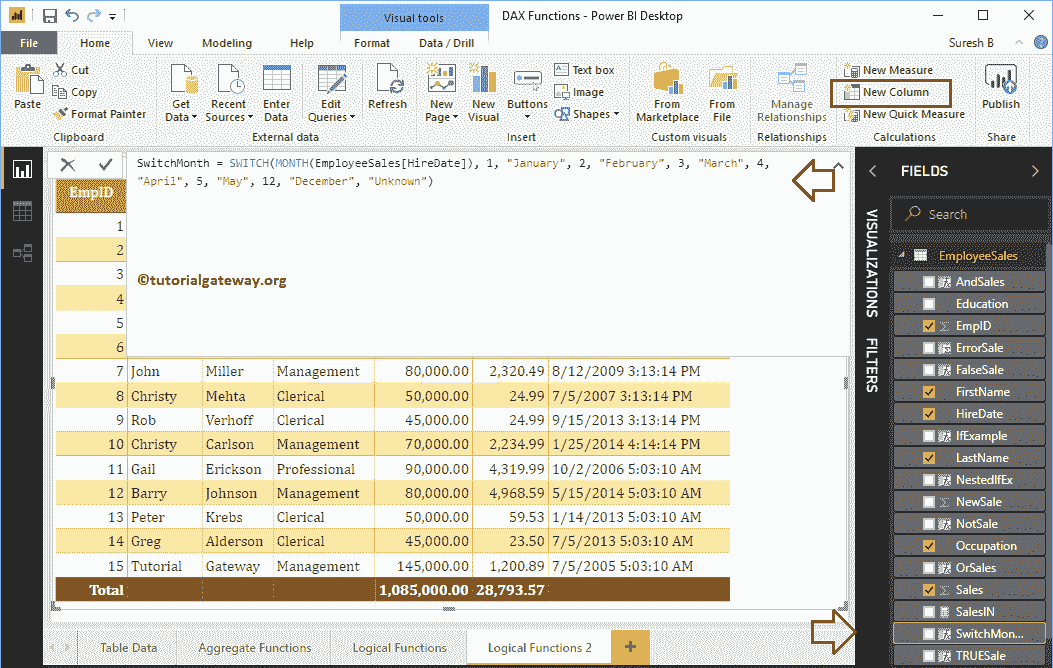 Visual tools
DAX Functions - Power BI Desktop
File
Home
View
Modeling
Help
Format
Data / Drill
Suresh B
Paste
Cut
Copy
Format Painter
Clipboard
Get Data
Recent Sources
Enter Data
Edit Queries
External data
Refresh
New Page
New Visual
Buttons
Text box
Image
Shapes
Insert
From Marketplace
From File
Custom visuals
Manage Relationships
Relationships
New Measure
New Column
New Quick Measure
Calculations
Publish
Share
SwitchMonth = SWITCH(MONTH(EmployeeSales[HireDate]), 1, "January", 2, "February", 3, "March", 4,
"April", 5, "May", 12, "December", "Unknown")
EmpID
1
2
3
4
5
6
©tutorialgateway.org
7 John Miller Management 80,000.00 2,320.49 8/12/2009 3:13:14 PM
8 Christy Mehta Clerical 50,000.00 24.99 7/5/2007 3:13:14 PM
9 Rob Verhoff Clerical 45,000.00 24.99 9/15/2013 3:13:14 PM
10 Christy Carlson Management 70,000.00 2,234.99 1/25/2014 4:14:14 PM
11 Gail Erickson Professional 90,000.00 4,319.99 10/2/2006 5:03:10 AM
12 Barry Johnson Management 80,000.00 4,968.59 5/15/2014 5:03:10 AM
13 Peter Krebs Clerical 50,000.00 59.53 1/14/2013 5:03:10 AM
14 Greg Alderson Clerical 45,000.00 23.50 7/5/2013 5:03:10 AM
15 Tutorial Gateway Management 145,000.00 1,200.89 7/5/2005 5:03:10 AM
Total 1,085,000.00 28,793.57
Table Data
Aggregate Functions
Logical Functions
Logical Functions 2
VISUALIZATIONS
FILTERS
FIELDS
Search
EmployeeSales
AndSales
Education
EmpID
ErrorSale
FalseSale
FirstName
HireDate
IfExample
LastName
NestedIfEx
NewSale
NotSale
Occupation
OrSales
Sales
SalesIN
SwitchMon...
TRUESale